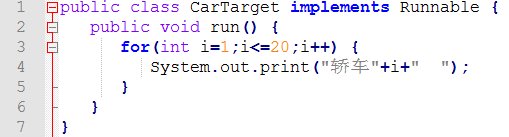 1 public class CarTarget implements Runnable {
2 public void run() {
3 for(int i=1;i<=20;i++) {
4 System.out.print("轿车"+i+"  ");
5 }
6 }
7 }